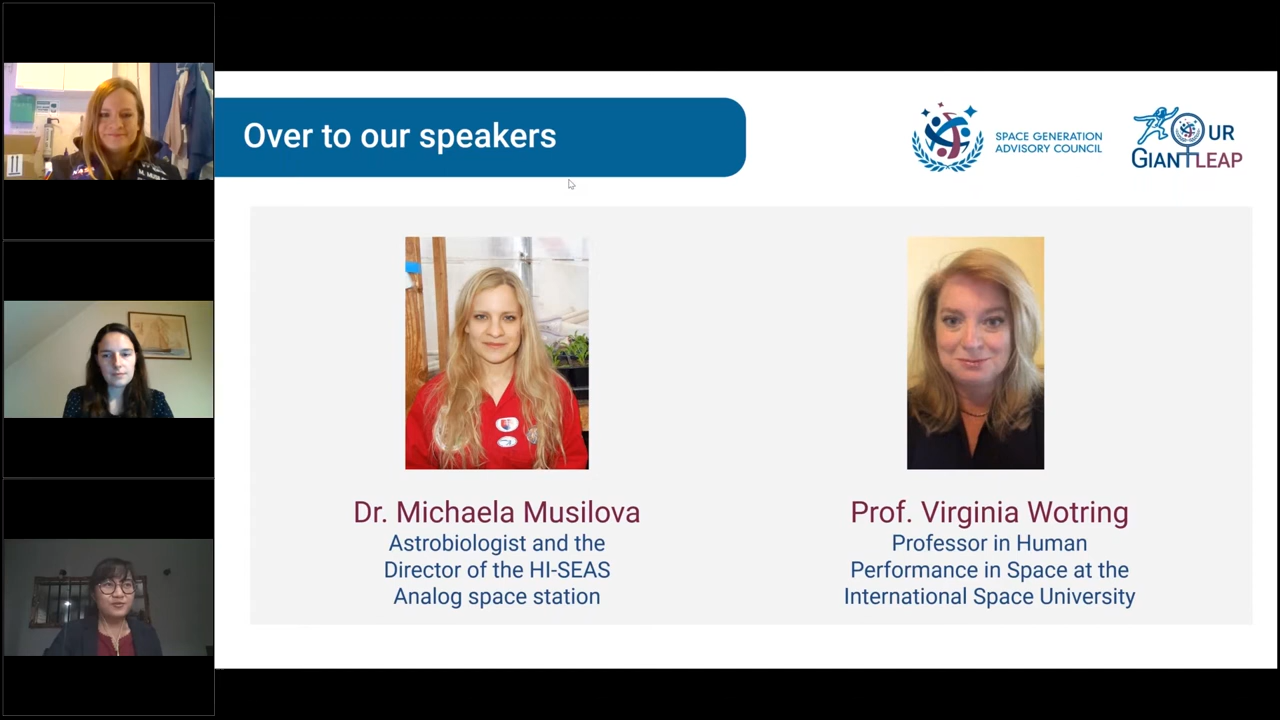 Over to our speakers
SPACE GENERATION
ADVISORY COUNCIL
OUR
GIANTLEAP
Dr. Michaela Musilova
Astrobiologist and the
Director of the HI-SEAS
Analog space station
Prof. Virginia Wotring
Professor in Human
Performance in Space at the
International Space University